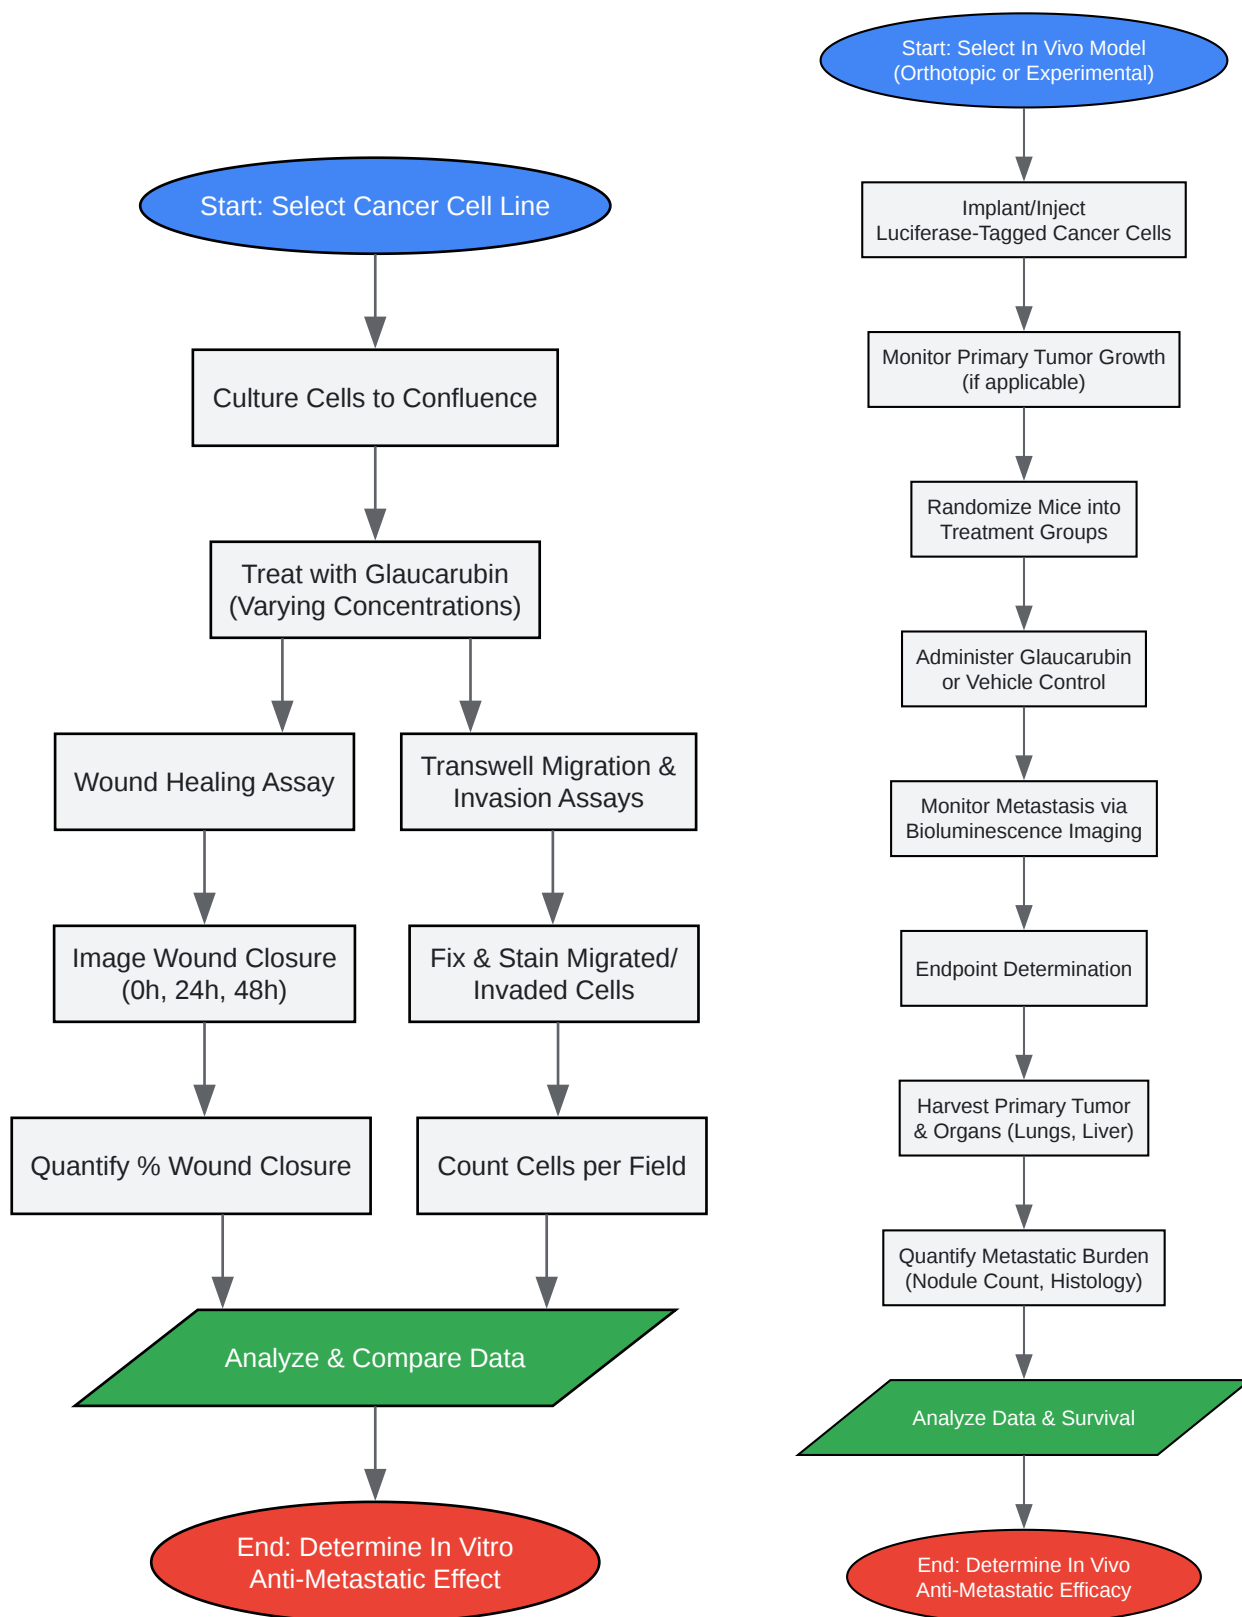 Start: Select Cancer Cell Line
Culture Cells to Confluence
Treat with Glaucarubin
(Varying Concentrations)
Wound Healing Assay
Transwell Migration &
Invasion Assays
Image Wound Closure
(0h, 24h, 48h)
Fix & Stain Migrated/
Invaded Cells
Quantify % Wound Closure
Count Cells per Field
Analyze & Compare Data
End: Determine In Vitro
Anti-Metastatic Effect
Start: Select In Vivo Model
(Orthotopic or Experimental)
Implant/Inject
Luciferase-Tagged Cancer Cells
Monitor Primary Tumor Growth
(if applicable)
Randomize Mice into
Treatment Groups
Administer Glaucarubin
or Vehicle Control
Monitor Metastasis via
Bioluminescence Imaging
Endpoint Determination
Harvest Primary Tumor
& Organs (Lungs, Liver)
Quantify Metastatic Burden
(Nodule Count, Histology)
Analyze Data & Survival
End: Determine In Vivo
Anti-Metastatic Efficacy